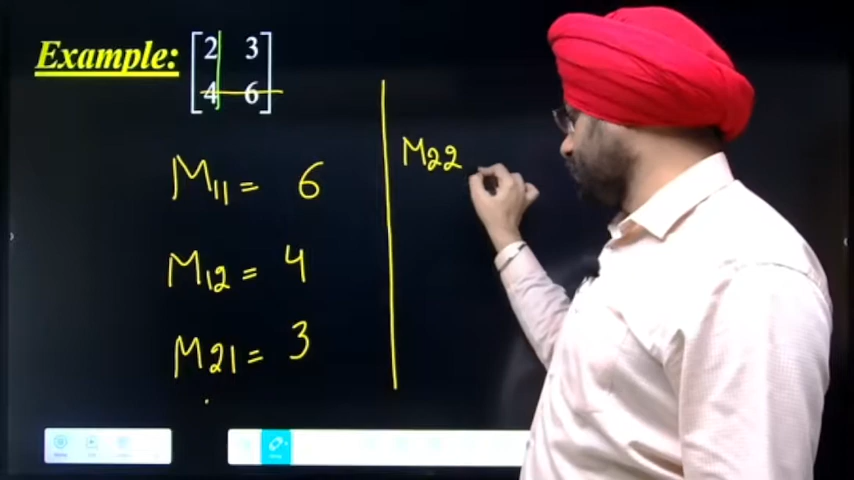 Example: [2 3
4 6]
M11 = 6
M12 = 4
M21 = 3
M22